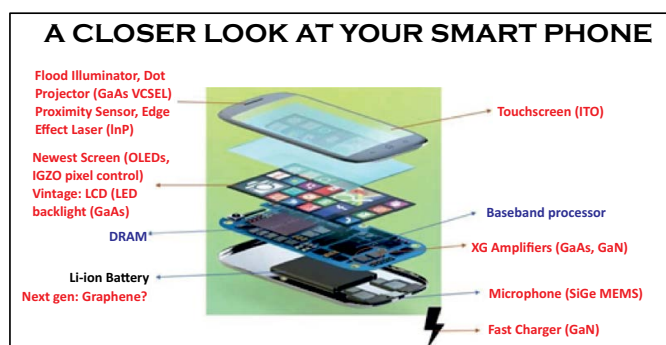 A CLOSER LOOK AT YOUR SMART PHONE
Flood Illuminator, Dot
Projector (GaAs VCSEL)
Proximity Sensor, Edge
Effect Laser (InP)
Touchscreen (ITO)
Newest Screen (OLEDs,
IGZO pixel control)
Vintage: LCD (LED
backlight (GaAs)
Baseband processor
DRAM
XG Amplifiers (GaAs, GaN)
Li-ion Battery
Next gen: Graphene?
Microphone (SiGe MEMS)
Fast Charger (GaN)